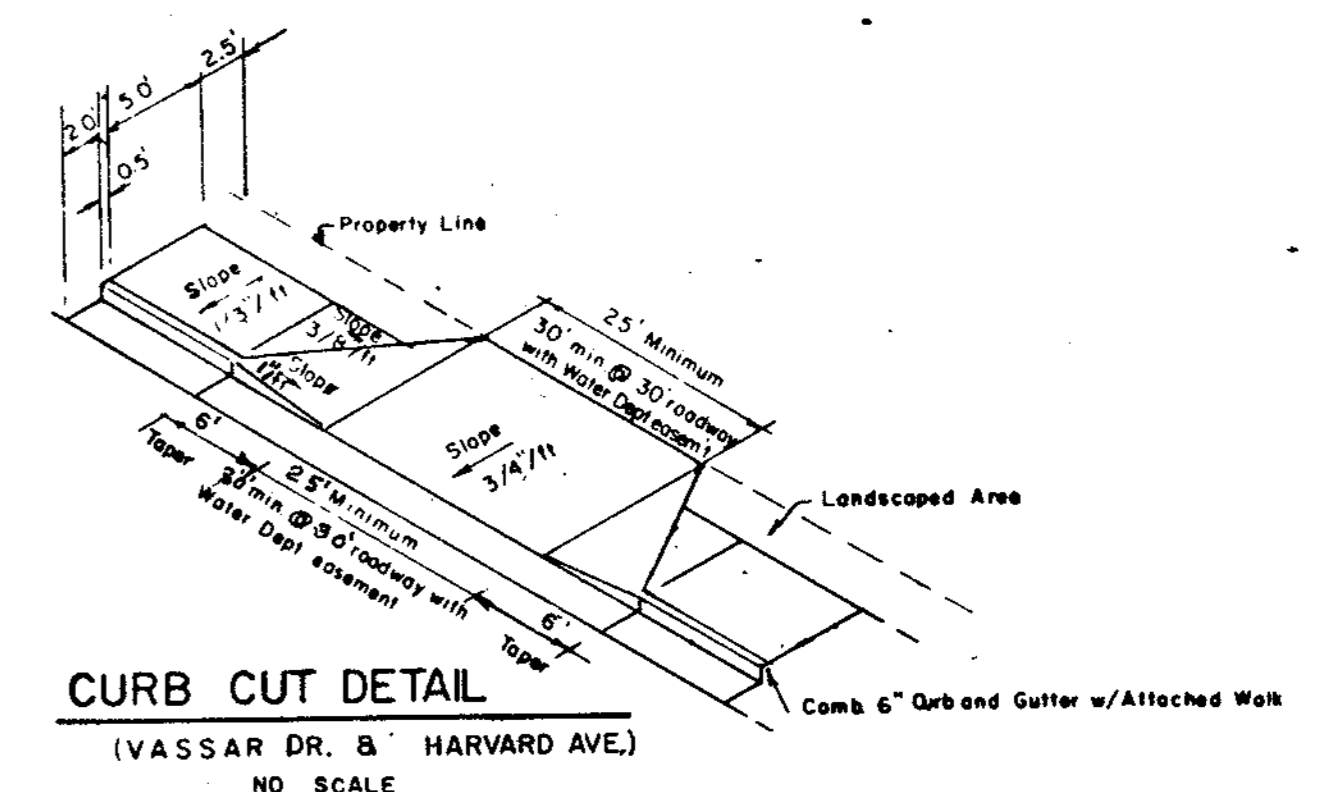 2.5'
5 0'
2 0'
0.5'
Property Line
Slope
Slope
3/8"/ft
Slope
1"/ft
25' Minimum
30' min @ 30' roadway
with Water Dept easem't
Slope
3/4"/ft
Landscaped Area
6'
Taper
25' Minimum
30' min. @ 30' roadway with
Water Dept easement
6'
Taper
Comb. 6" Curb and Gutter w/Attached Walk
CURB CUT DETAIL
(VASSAR DR. & HARVARD AVE.)
NO SCALE